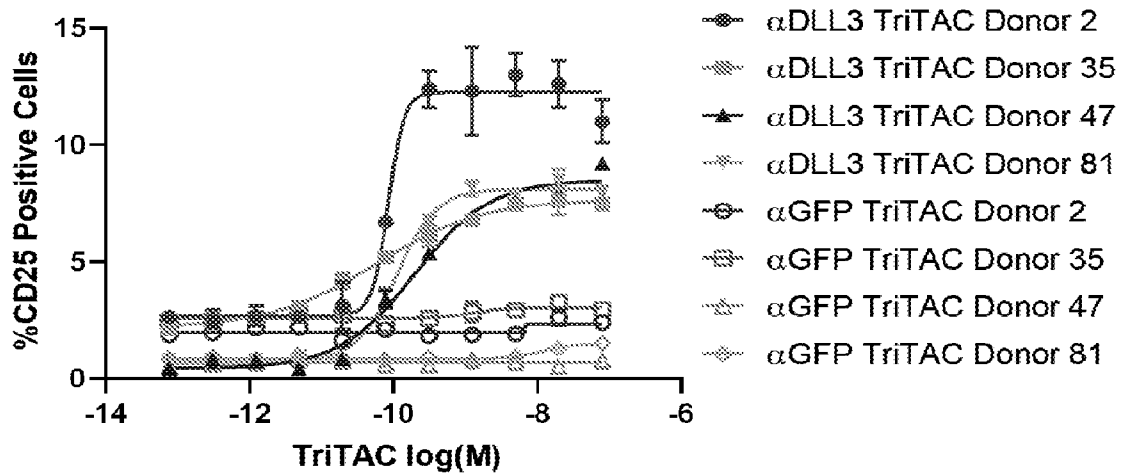 15
10
5
0
-14
-12
-10
-8
-6
%CD25 Positive Cells
TriTAC log(M)
αDLL3 TriTAC Donor 2
αDLL3 TriTAC Donor 35
αDLL3 TriTAC Donor 47
αDLL3 TriTAC Donor 81
αGFP TriTAC Donor 2
αGFP TriTAC Donor 35
αGFP TriTAC Donor 47
αGFP TriTAC Donor 81